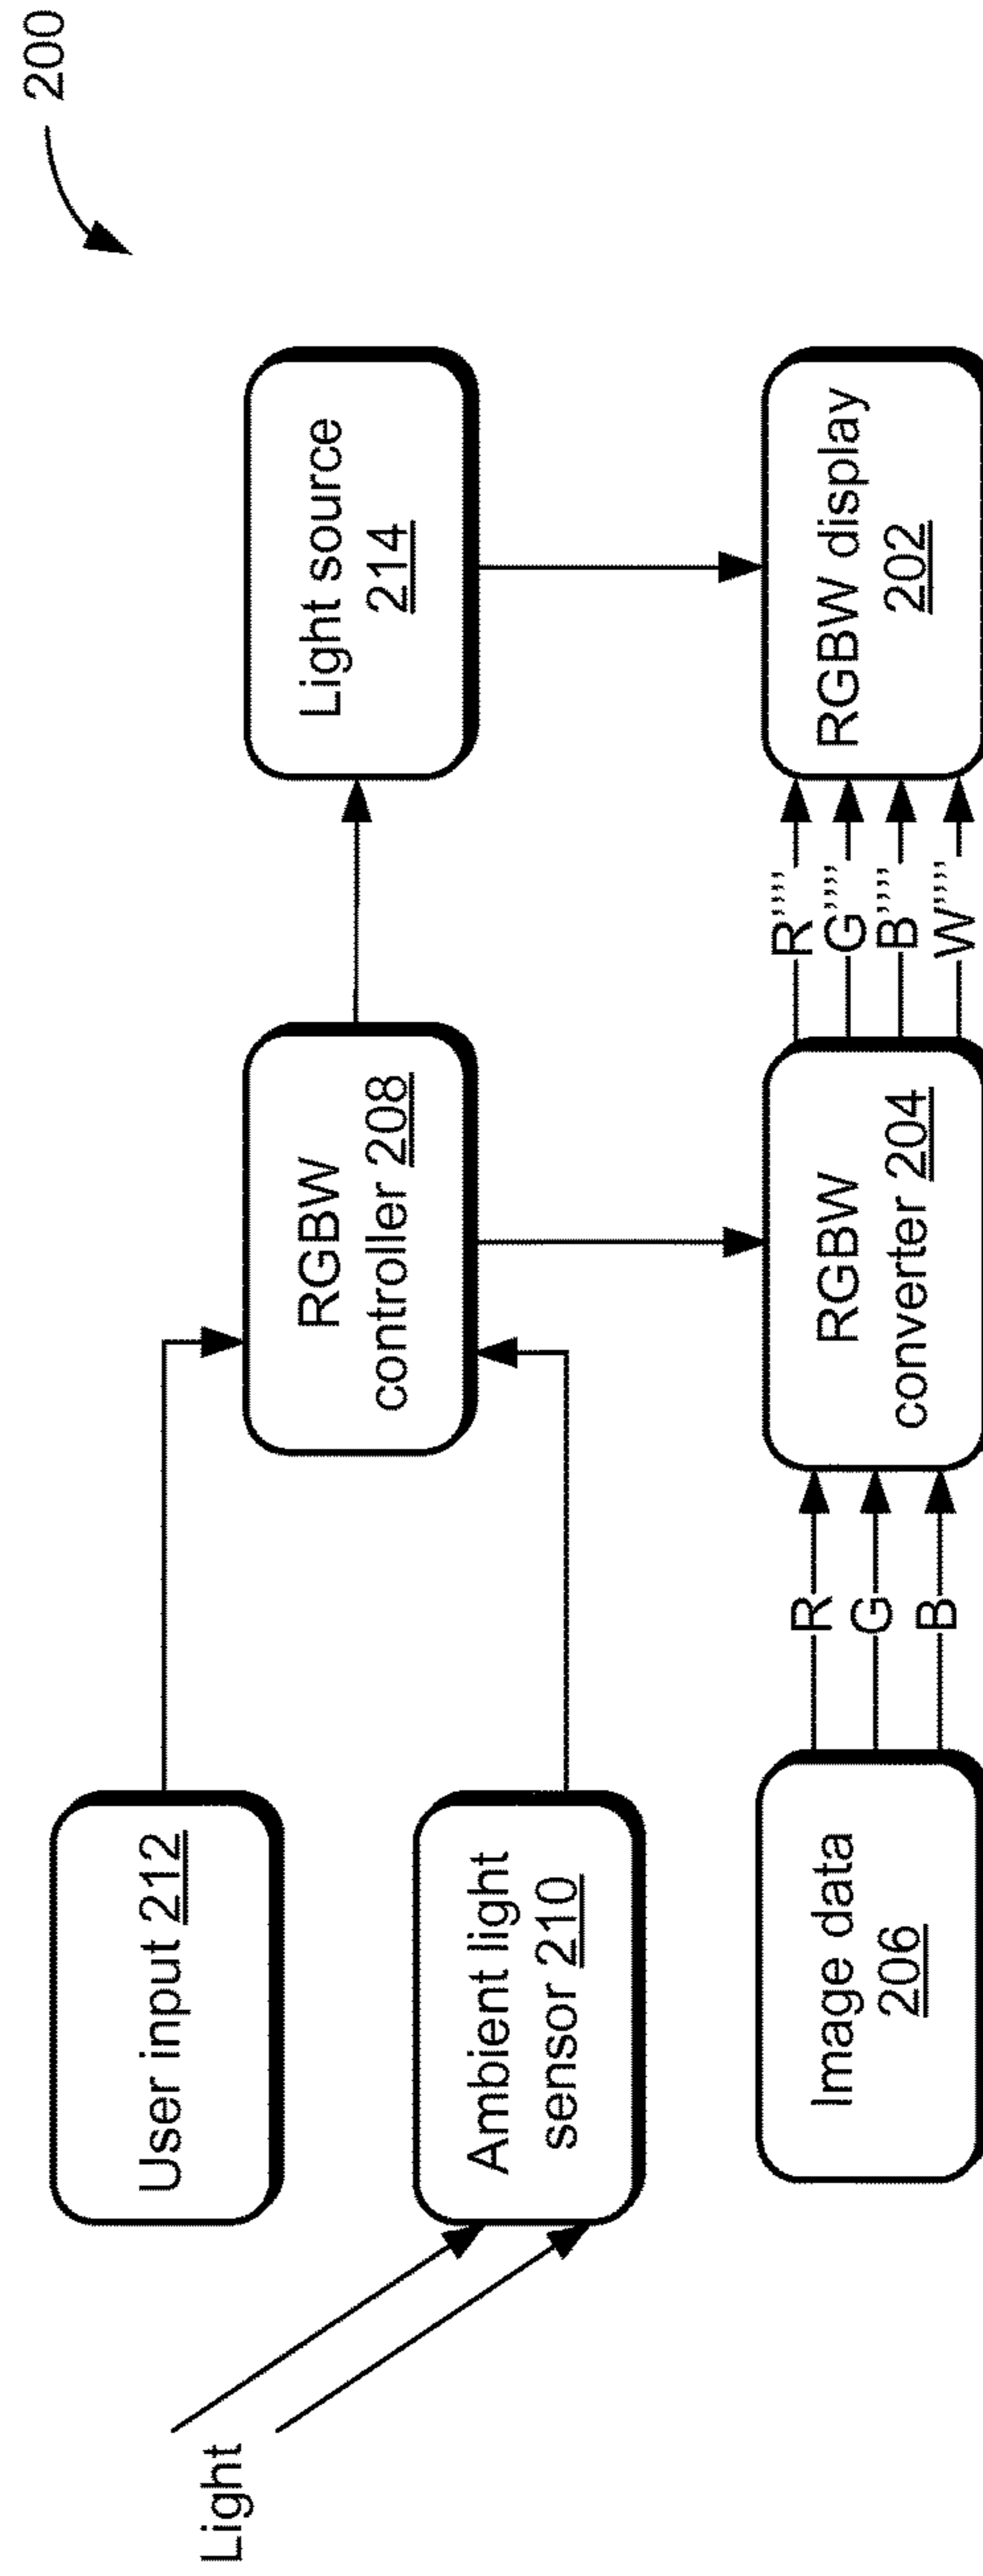 200
User input 212
Light
Ambient light
sensor 210
RGBW
controller 208
Light source
214
Image data
206
R
G
B
RGBW
converter 204
R''''
G''''
B''''
W''''
RGBW display
202